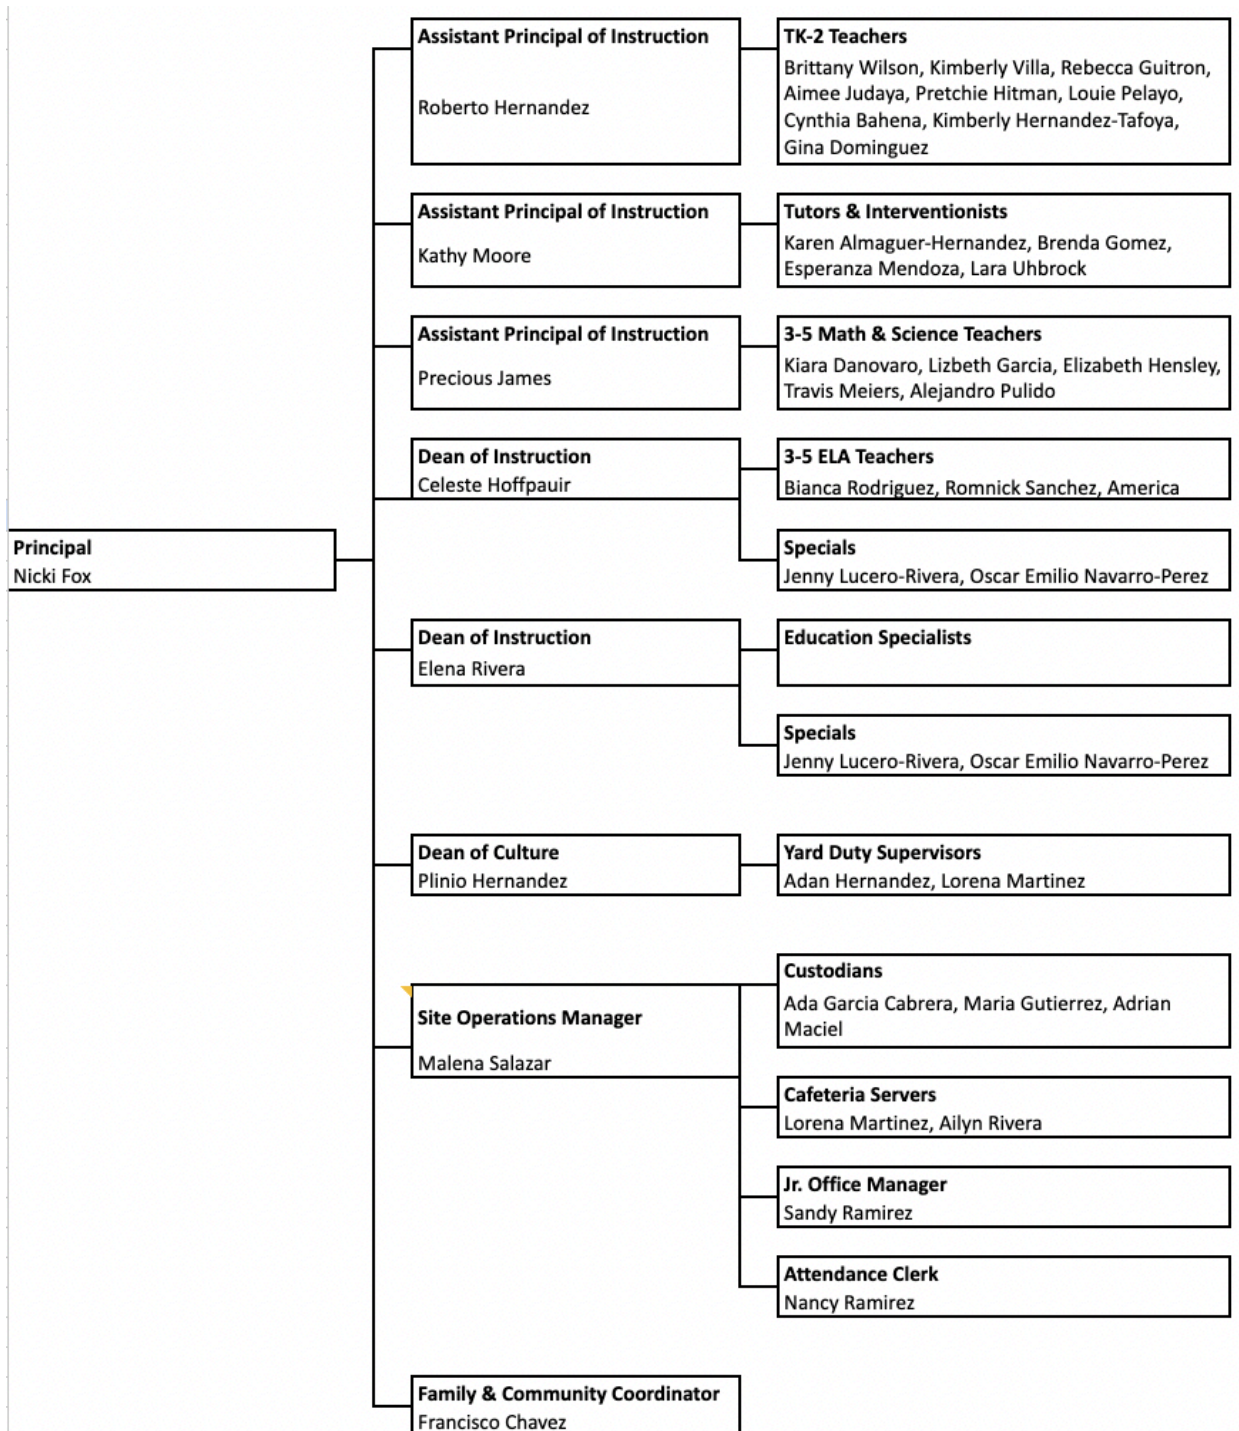 Assistant Principal of Instruction
Roberto Hernandez
TK-2 Teachers
Brittany Wilson, Kimberly Villa, Rebecca Guitron,
Aimee Judaya, Pretchie Hitman, Louie Pelayo,
Cynthia Bahena, Kimberly Hernandez-Tafoya,
Gina Dominguez
Assistant Principal of Instruction
Kathy Moore
Tutors & Interventionists
Karen Almaguer-Hernandez, Brenda Gomez,
Esperanza Mendoza, Lara Uhbrock
Assistant Principal of Instruction
Precious James
3-5 Math & Science Teachers
Kiara Danovaro, Lizbeth Garcia, Elizabeth Hensley,
Travis Meiers, Alejandro Pulido
Dean of Instruction
Celeste Hoffpauir
3-5 ELA Teachers
Bianca Rodriguez, Romnick Sanchez, America
Principal
Nicki Fox
Specials
Jenny Lucero-Rivera, Oscar Emilio Navarro-Perez
Dean of Instruction
Elena Rivera
Education Specialists
Specials
Jenny Lucero-Rivera, Oscar Emilio Navarro-Perez
Dean of Culture
Plinio Hernandez
Yard Duty Supervisors
Adan Hernandez, Lorena Martinez
Site Operations Manager
Malena Salazar
Custodians
Ada Garcia Cabrera, Maria Gutierrez, Adrian
Maciel
Cafeteria Servers
Lorena Martinez, Ailyn Rivera
Jr. Office Manager
Sandy Ramirez
Attendance Clerk
Nancy Ramirez
Family & Community Coordinator
Francisco Chavez